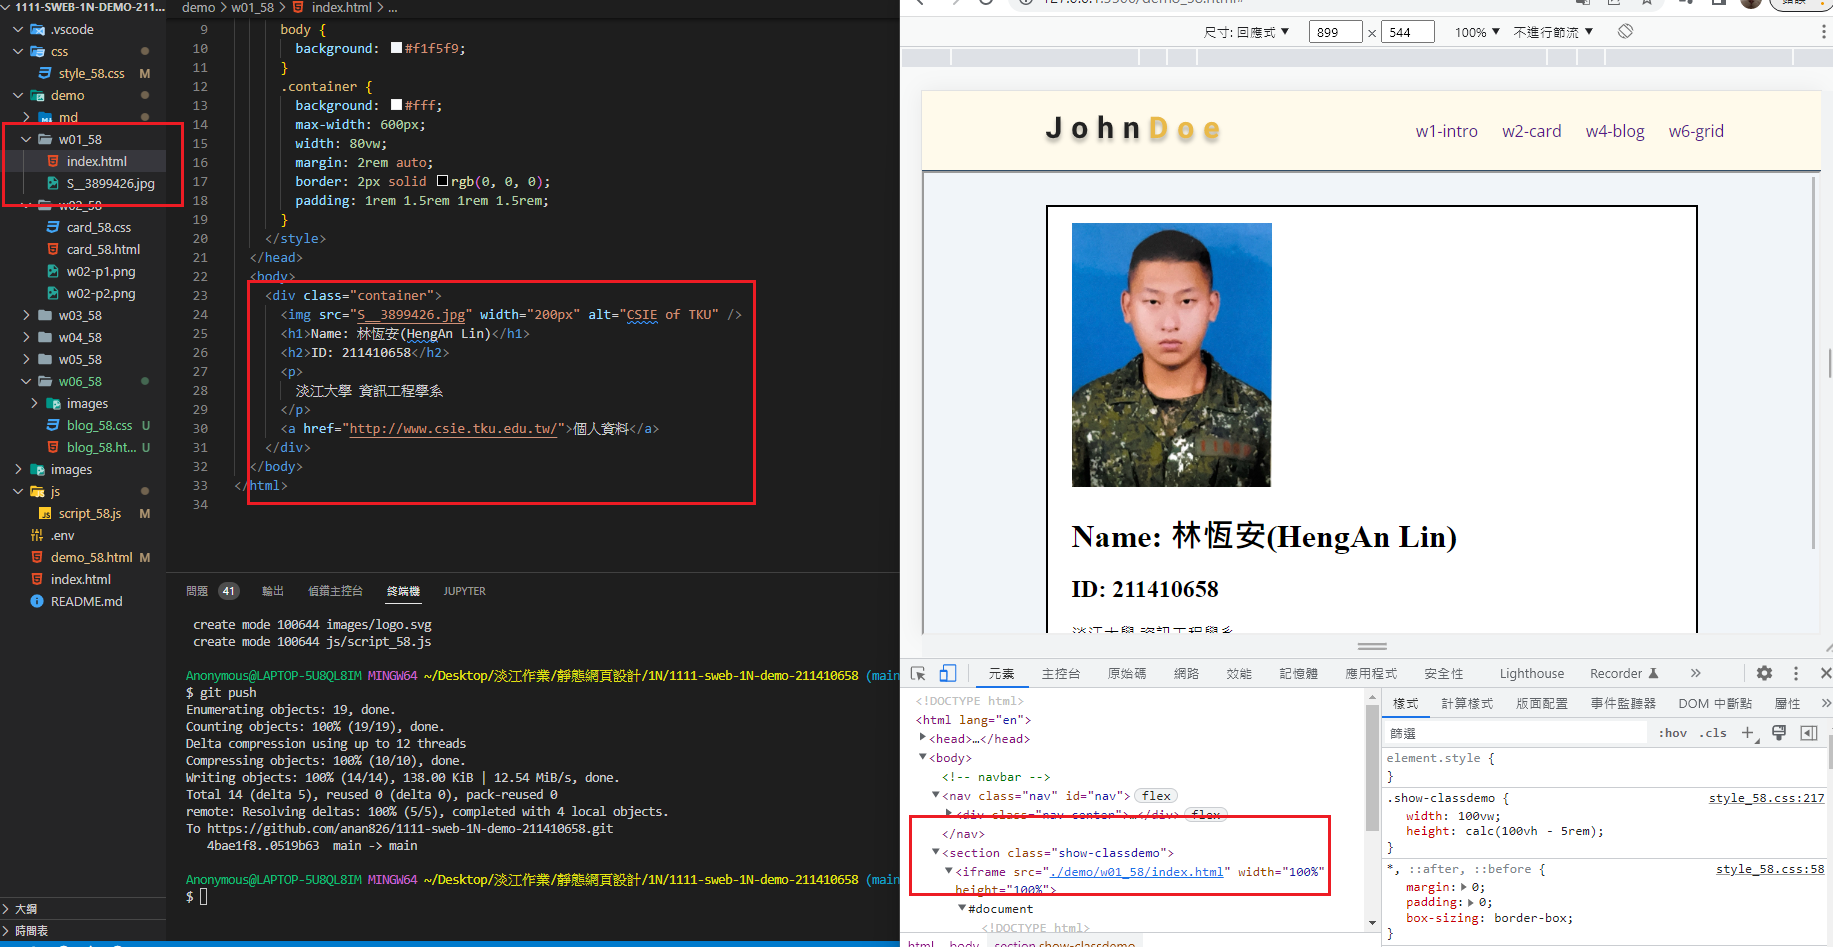 1111-SWEB-1N-DEMO-211...
.vscode
css
style_58.css M
demo
md
w01_58
index.html
S__3899426.jpg
w02_58
card_58.css
card_58.html
w02-p1.png
w02-p2.png
w03_58
w04_58
w05_58
w06_58
images
blog_58.css U
blog_58.ht... U
images
js
script_58.js M
.env
demo_58.html M
index.html
README.md
大綱
時間表
demo > w01_58 > index.html > ...
9 body {
10 background: #f1f5f9;
11 }
12 .container {
13 background: #fff;
14 max-width: 600px;
15 width: 80vw;
16 margin: 2rem auto;
17 border: 2px solid rgb(0, 0, 0);
18 padding: 1rem 1.5rem 1rem 1.5rem;
19 }
20 </style>
21 </head>
22 <body>
23 <div class="container">
24 <img src="S__3899426.jpg" width="200px" alt="CSIE of TKU" />
25 <h1>Name: 林恆安(HengAn Lin)</h1>
26 <h2>ID: 211410658</h2>
27 <p>
28 淡江大學 資訊工程學系
29 </p>
30 <a href="http://www.csie.tku.edu.tw/">個人資料</a>
31 </div>
32 </body>
33 </html>
34
問題 41 輸出 偵錯主控台 終端機 JUPYTER
create mode 100644 images/logo.svg
create mode 100644 js/script_58.js
Anonymous@LAPTOP-5U8QL8IM MINGW64 ~/Desktop/淡江作業/靜態網頁設計/1N/1111-sweb-1N-demo-211410658 (main
$ git push
Enumerating objects: 19, done.
Counting objects: 100% (19/19), done.
Delta compression using up to 12 threads
Compressing objects: 100% (10/10), done.
Writing objects: 100% (14/14), 138.00 KiB | 12.54 MiB/s, done.
Total 14 (delta 5), reused 0 (delta 0), pack-reused 0
remote: Resolving deltas: 100% (5/5), completed with 4 local objects.
To https://github.com/anan826/1111-sweb-1N-demo-211410658.git
4bae1f8..0519b63 main -> main
Anonymous@LAPTOP-5U8QL8IM MINGW64 ~/Desktop/淡江作業/靜態網頁設計/1N/1111-sweb-1N-demo-211410658 (main
$
尺寸: 回應式 ▼ 899 × 544 100% ▼ 不進行節流 ▼
JohnDoe
w1-intro w2-card w4-blog w6-grid
Name: 林恆安(HengAn Lin)
ID: 211410658
淡江大學 資訊工程學系
元素 主控台 原始碼 網路 效能 記憶體 應用程式 安全性 Lighthouse Recorder »
<!DOCTYPE html>
<html lang="en">
<head>…</head>
<body>
<!-- navbar -->
<nav class="nav" id="nav"> flex
<div class="nav-center">…</div> flex
</nav>
<section class="show-classdemo">
<iframe src="./demo/w01_58/index.html" width="100%"
height="100%">
#document
<!DOCTYPE html>
html body section.show-classdemo
樣式 計算樣式 版面配置 事件監聽器 DOM 中斷點 屬性 »
篩選 :hov .cls +
element.style {
}
.show-classdemo { style_58.css:217
width: 100vw;
height: calc(100vh - 5rem);
}
*, ::after, ::before { style_58.css:58
margin: 0;
padding: 0;
box-sizing: border-box;
}